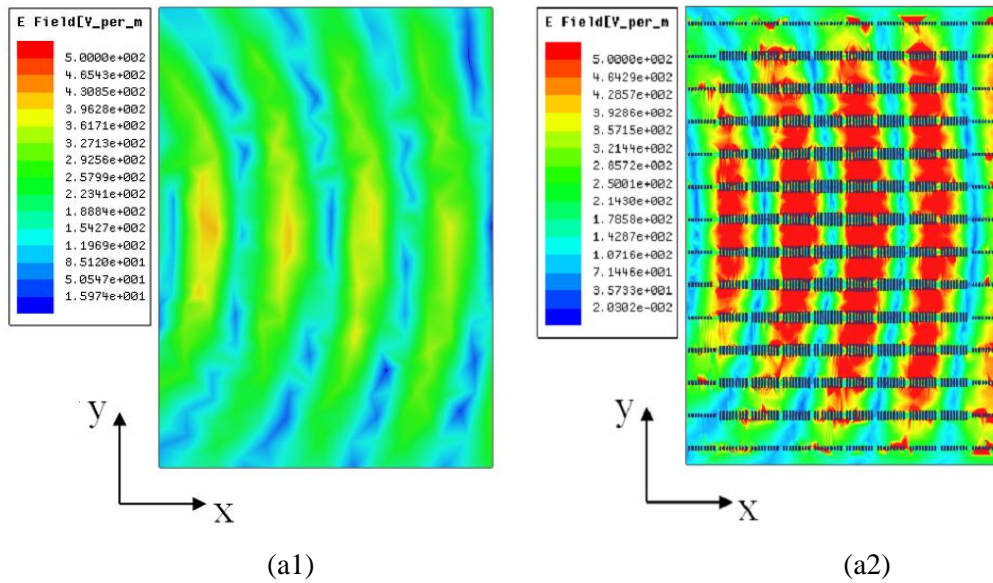 E Field[V_per_m
5.0000e+002
4.6543e+002
4.3085e+002
3.9628e+002
3.6171e+002
3.2713e+002
2.9256e+002
2.5799e+002
2.2341e+002
1.8884e+002
1.5427e+002
1.1969e+002
8.5120e+001
5.0547e+001
1.5974e+001
y
x
(a1)
E Field[V_per_m
5.0000e+002
4.6429e+002
4.2857e+002
3.9286e+002
3.5715e+002
3.2144e+002
2.8572e+002
2.5001e+002
2.1430e+002
1.7858e+002
1.4287e+002
1.0716e+002
7.1446e+001
3.5733e+001
2.0302e-002
y
x
(a2)